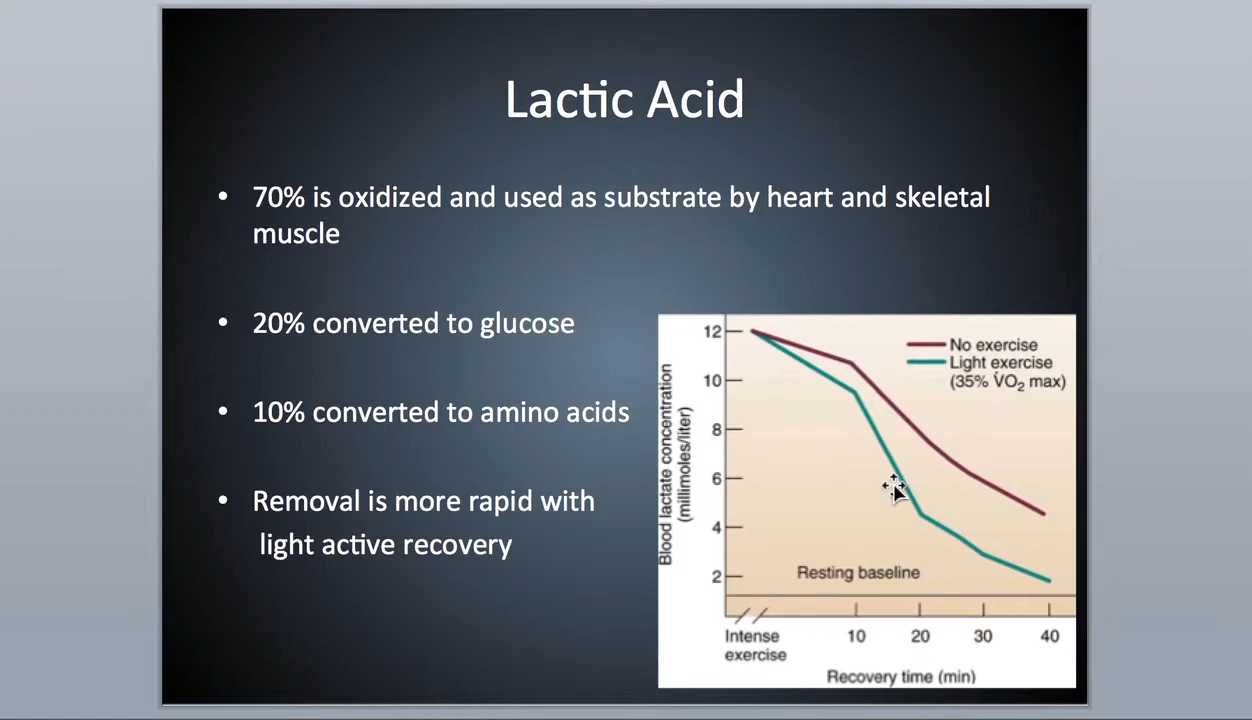 Lactic Acid
• 70% is oxidized and used as substrate by heart and skeletal
muscle
• 20% converted to glucose
• 10% converted to amino acids
• Removal is more rapid with
light active recovery
Blood lactate concentration
(millimoles/liter)
12
10
8
6
4
2
No exercise
Light exercise
(35% V̇O₂ max)
Resting baseline
Intense
exercise
10 20 30 40
Recovery time (min)